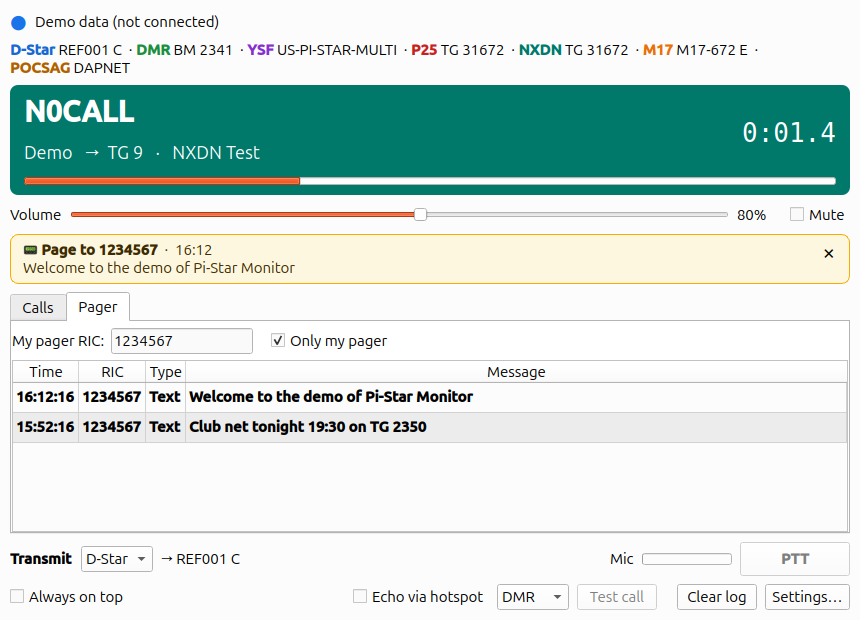 Demo data (not connected)
D-Star REF001 C · DMR BM 2341 · YSF US-PI-STAR-MULTI · P25 TG 31672 · NXDN TG 31672 · M17 M17-672 E ·
POCSAG DAPNET
N0CALL
0:01.4
Demo → TG 9 · NXDN Test
Volume 80% Mute
📟 Page to 1234567 · 16:12 ✕
Welcome to the demo of Pi-Star Monitor
Calls Pager
My pager RIC: 1234567 ✓ Only my pager
Time RIC Type Message
16:12:16 1234567 Text Welcome to the demo of Pi-Star Monitor
15:52:16 1234567 Text Club net tonight 19:30 on TG 2350
Transmit D-Star → REF001 C Mic PTT
Always on top Echo via hotspot DMR Test call Clear log Settings...